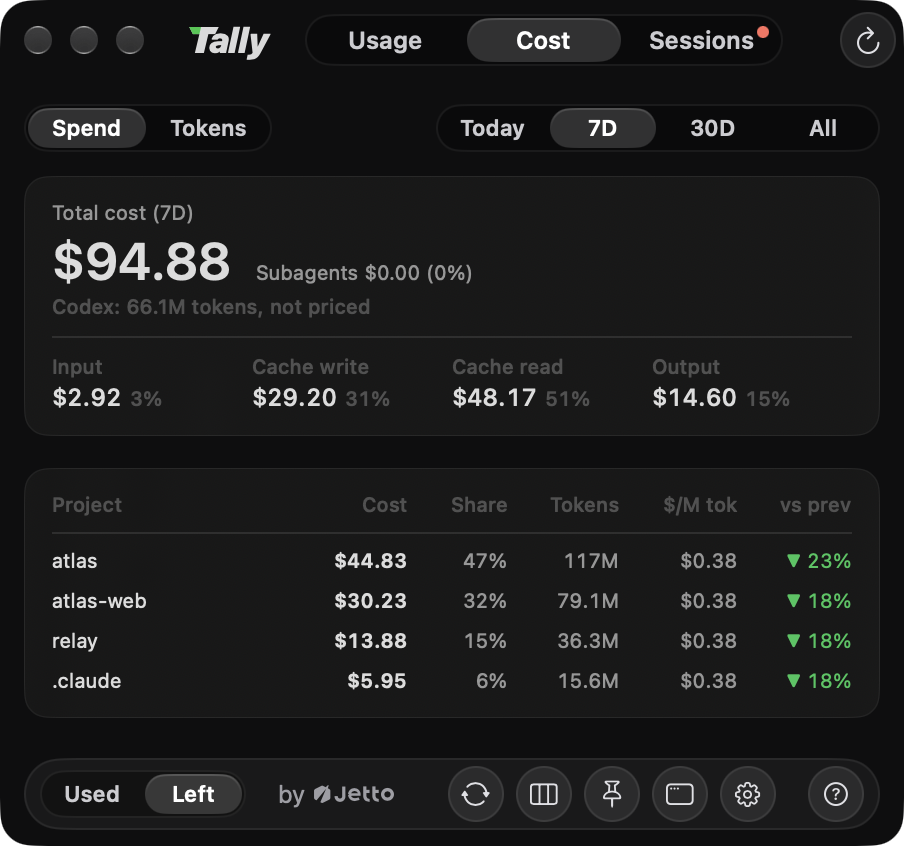 Tally Usage Cost Sessions
Spend Tokens Today 7D 30D All
Total cost (7D)
$94.88 Subagents $0.00 (0%)
Codex: 66.1M tokens, not priced
Input Cache write Cache read Output
$2.92 3% $29.20 31% $48.17 51% $14.60 15%
Project Cost Share Tokens $/M tok vs prev
atlas $44.83 47% 117M $0.38 ▼ 23%
atlas-web $30.23 32% 79.1M $0.38 ▼ 18%
relay $13.88 15% 36.3M $0.38 ▼ 18%
.claude $5.95 6% 15.6M $0.38 ▼ 18%
Used Left by Jetto ?